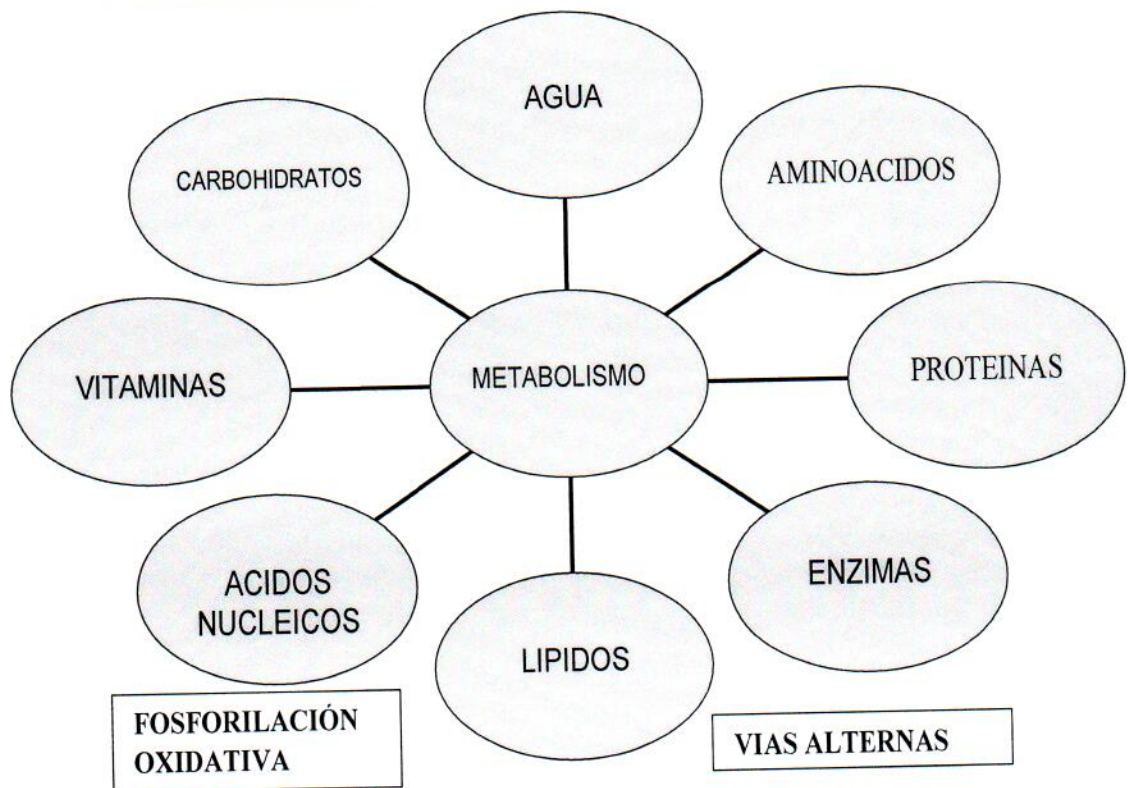 AGUA
CARBOHIDRATOS
AMINOACIDOS
VITAMINAS
METABOLISMO
PROTEINAS
ACIDOS
NUCLEICOS
LIPIDOS
ENZIMAS
FOSFORILACIÓN
OXIDATIVA
VIAS ALTERNAS